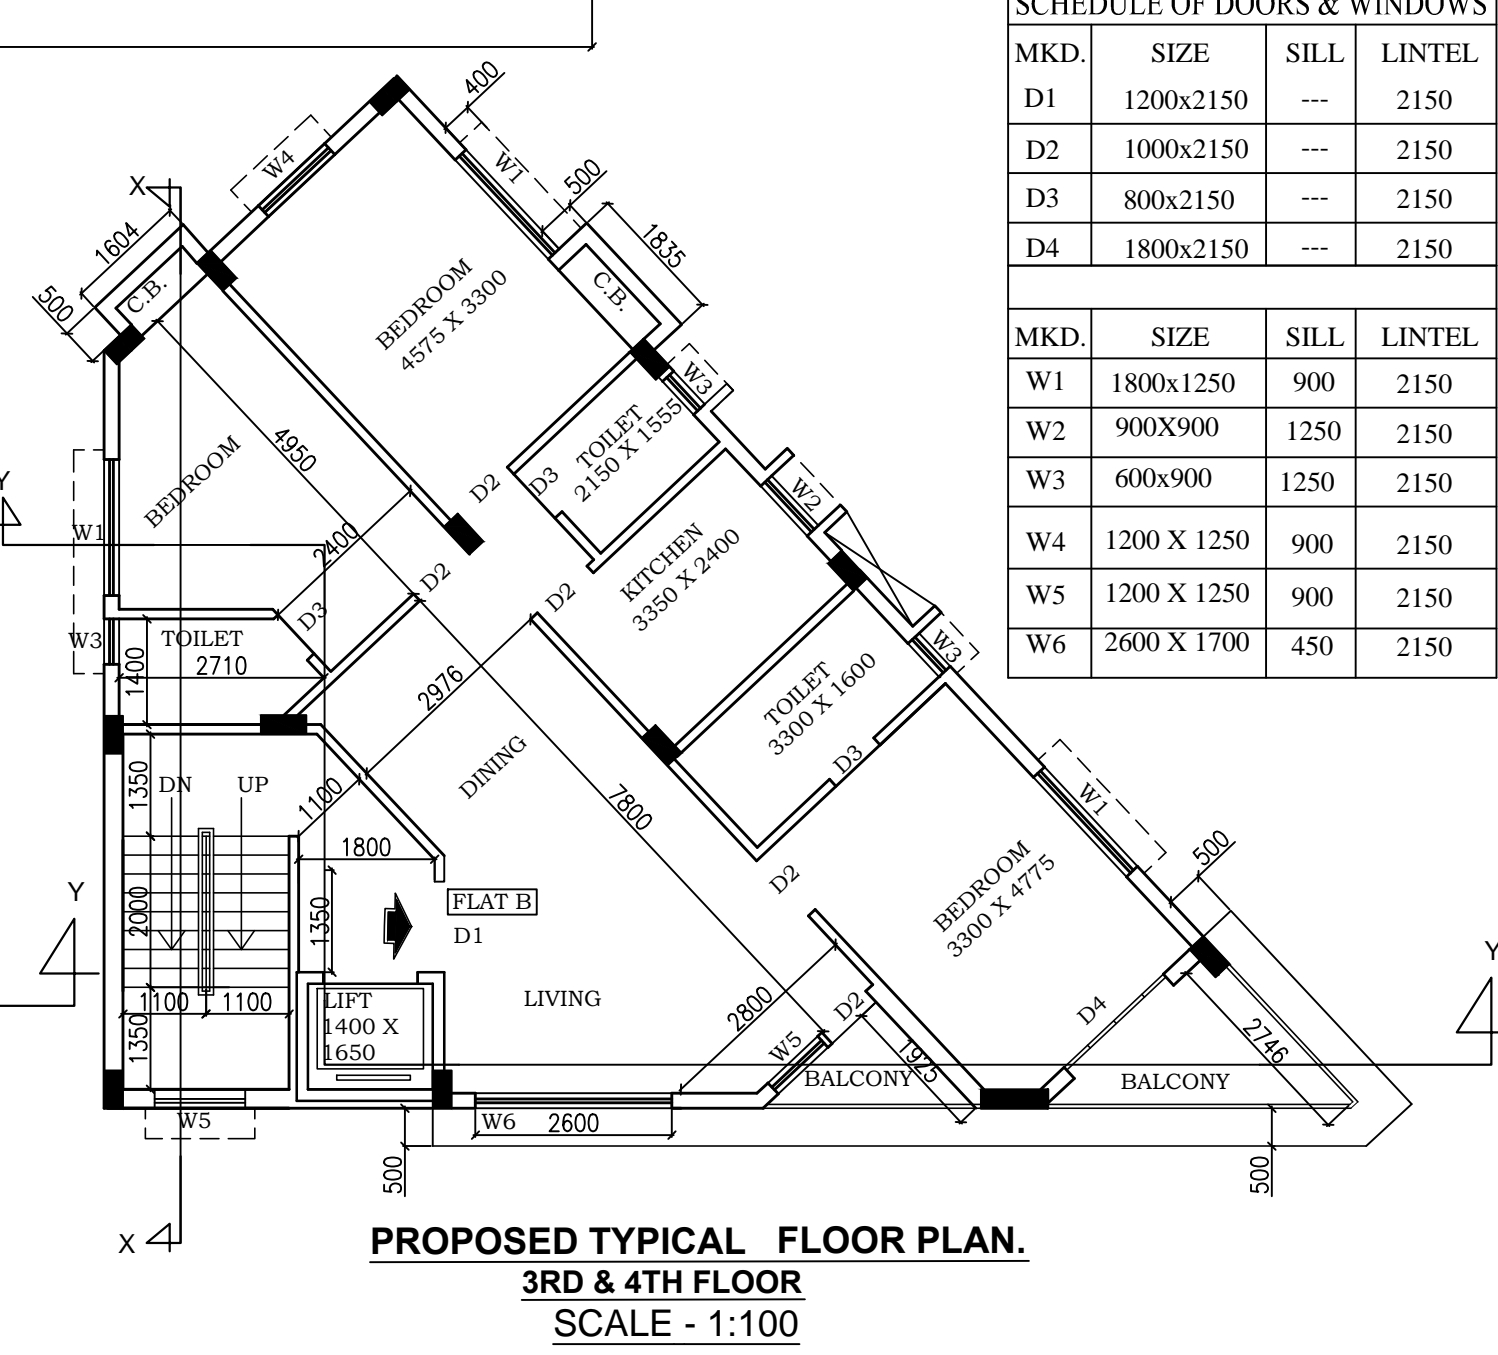 SCHEDULE OF DOORS & WINDOWS
MKD. SIZE SILL LINTEL
D1 1200x2150 --- 2150
D2 1000x2150 --- 2150
D3 800x2150 --- 2150
D4 1800x2150 --- 2150
MKD. SIZE SILL LINTEL
W1 1800x1250 900 2150
W2 900X900 1250 2150
W3 600x900 1250 2150
W4 1200 X 1250 900 2150
W5 1200 X 1250 900 2150
W6 2600 X 1700 450 2150
400
W4
W1
500
X
1604
1835
500
C.B.
C.B.
BEDROOM
4575 X 3300
W3
TOILET
2150 X 1555
4950
BEDROOM
D2
D3
W2
Y
W1
2400
KITCHEN
3350 X 2400
D2
D2
D3
W3
TOILET
2710
1400
W3
2976
TOILET
3300 X 1600
DINING
D3
1350
DN
UP
1100
7800
W1
1800
500
D2
BEDROOM
3300 X 4775
Y
2000
1350
FLAT B
D1
Y
1100
1100
LIFT
1400 X
1650
LIVING
2800
D2
D4
1350
W5
1925
2746
BALCONY
BALCONY
W5
W6
2600
500
500
X
PROPOSED TYPICAL FLOOR PLAN.
3RD & 4TH FLOOR
SCALE - 1:100